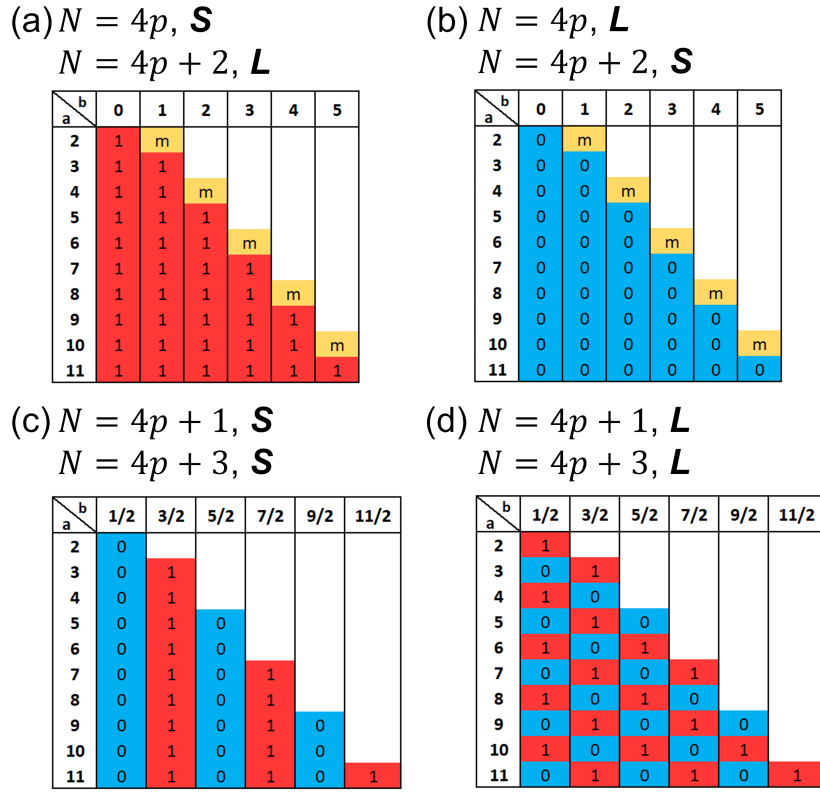 (a) N = 4p, S
N = 4p + 2, L
b a 0 1 2 3 4 5
2 1 m
3 1 1
4 1 1 m
5 1 1 1
6 1 1 1 m
7 1 1 1 1
8 1 1 1 1 m
9 1 1 1 1 1
10 1 1 1 1 1 m
11 1 1 1 1 1 1
(b) N = 4p, L
N = 4p + 2, S
b a 0 1 2 3 4 5
2 0 m
3 0 0
4 0 0 m
5 0 0 0
6 0 0 0 m
7 0 0 0 0
8 0 0 0 0 m
9 0 0 0 0 0
10 0 0 0 0 0 m
11 0 0 0 0 0 0
(c) N = 4p + 1, S
N = 4p + 3, S
b a 1/2 3/2 5/2 7/2 9/2 11/2
2 0
3 0 1
4 0 1
5 0 1 0
6 0 1 0
7 0 1 0 1
8 0 1 0 1
9 0 1 0 1 0
10 0 1 0 1 0
11 0 1 0 1 0 1
(d) N = 4p + 1, L
N = 4p + 3, L
b a 1/2 3/2 5/2 7/2 9/2 11/2
2 1
3 0 1
4 1 0
5 0 1 0
6 1 0 1
7 0 1 0 1
8 1 0 1 0
9 0 1 0 1 0
10 1 0 1 0 1
11 0 1 0 1 0 1